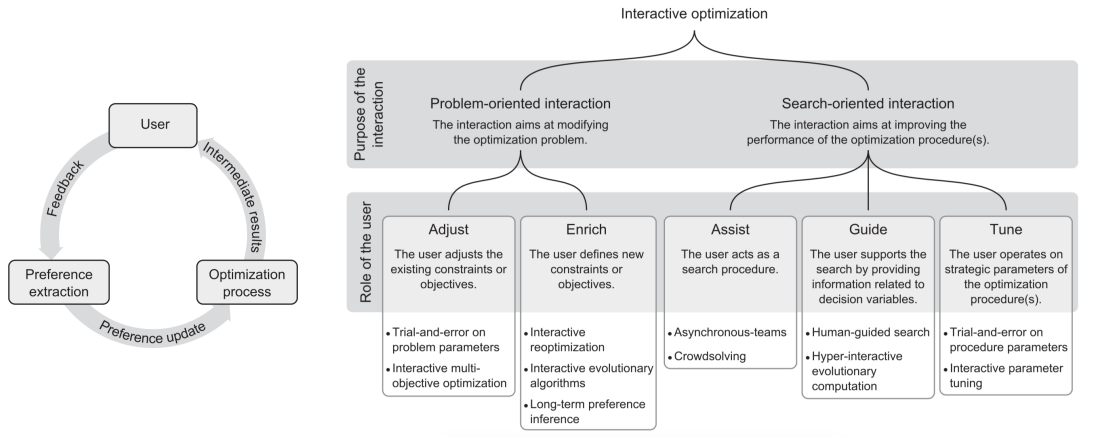 User
Feedback
Intermediate results
Preference
extraction
Optimization
process
Preference update
Interactive optimization
Purpose of the
interaction
Problem-oriented interaction
The interaction aims at modifying
the optimization problem.
Search-oriented interaction
The interaction aims at improving the
performance of the optimization procedure(s).
Role of the user
Adjust
The user adjusts the
existing constraints or
objectives.
• Trial-and-error on
problem parameters
• Interactive multi-
objective optimization
Enrich
The user defines new
constraints or
objectives.
• Interactive
reoptimization
• Interactive evolutionary
algorithms
• Long-term preference
inference
Assist
The user acts as a
search procedure.
• Asynchronous-teams
• Crowdsolving
Guide
The user supports the
search by providing
information related to
decision variables.
• Human-guided search
• Hyper-interactive
evolutionary
computation
Tune
The user operates on
strategic parameters of
the optimization
procedure(s).
• Trial-and-error on
procedure parameters
• Interactive parameter
tuning